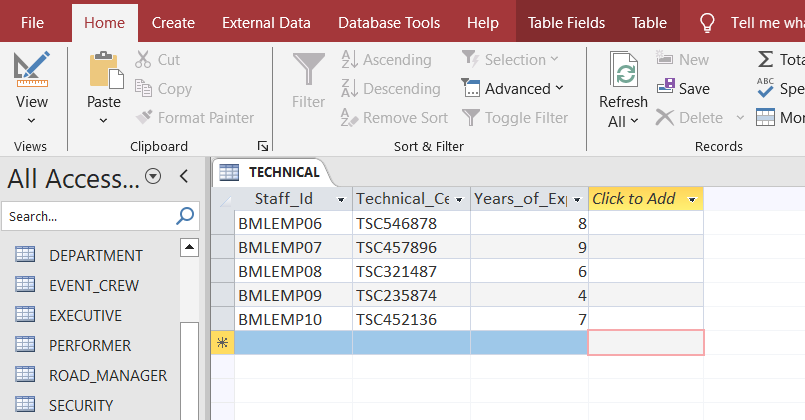 File Home Create External Data Database Tools Help Table Fields Table Tell me wha
View
Views
Paste
Cut
Copy
Format Painter
Clipboard
Filter
Ascending
Descending
Remove Sort
Selection
Advanced
Toggle Filter
Sort & Filter
Refresh
All
New
Save
Delete
Σ Tota
ABC Spe
Mor
Records
All Access...
Search...
DEPARTMENT
EVENT_CREW
EXECUTIVE
PERFORMER
ROAD_MANAGER
SECURITY
TECHNICAL
Staff_Id Technical_Ce Years_of_Exp Click to Add
BMLEMP06 TSC546878 8
BMLEMP07 TSC457896 9
BMLEMP08 TSC321487 6
BMLEMP09 TSC235874 4
BMLEMP10 TSC452136 7